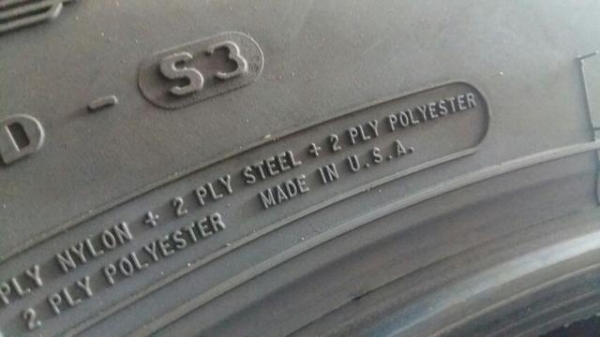 D - S3
PLY NYLON + 2 PLY STEEL + 2 PLY POLYESTER
2 PLY POLYESTER MADE IN U.S.A.